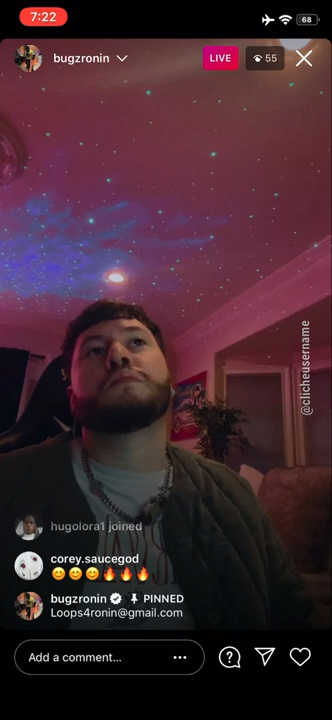 7:22
68
bugzronin
LIVE
55
@clicheusername
hugolora1 joined
corey.saucegod
😊😊😊🔥🔥🔥
bugzronin PINNED
Loops4ronin@gmail.com
Add a comment...